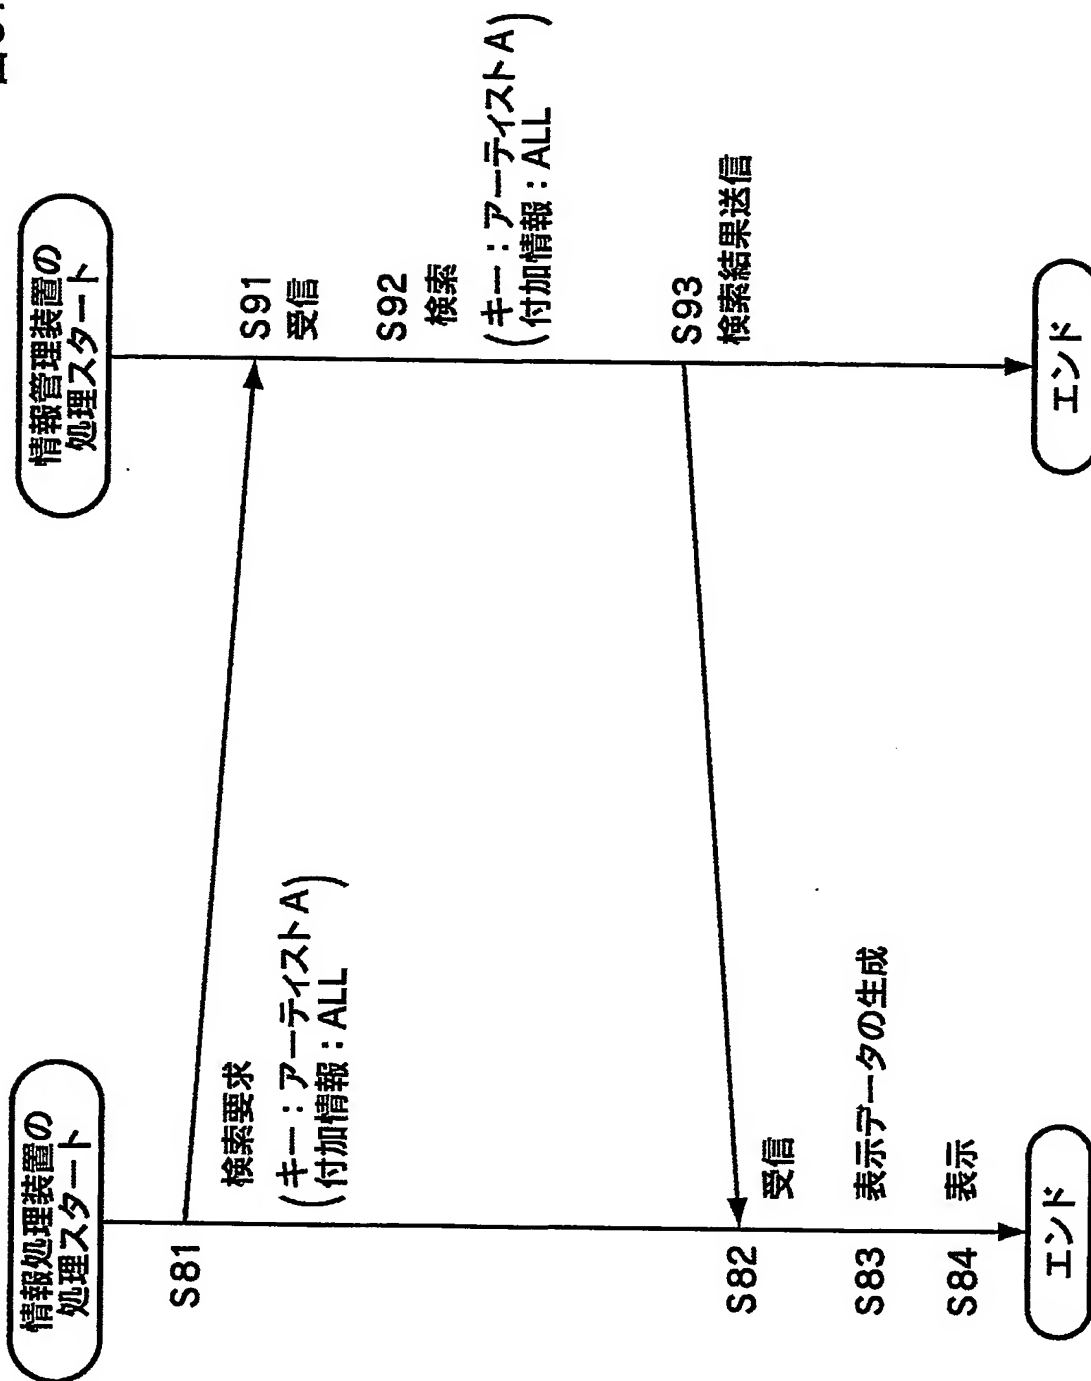 情報処理装置の
処理スタート
S81
検索要求
(キー：アーティストA
付加情報：ALL)
S82
受信
S83
表示データの生成
S84
表示
エンド
情報管理装置の
処理スタート
S91
受信
S92
検索
(キー：アーティストA
付加情報：ALL)
S93
検索結果送信
エンド